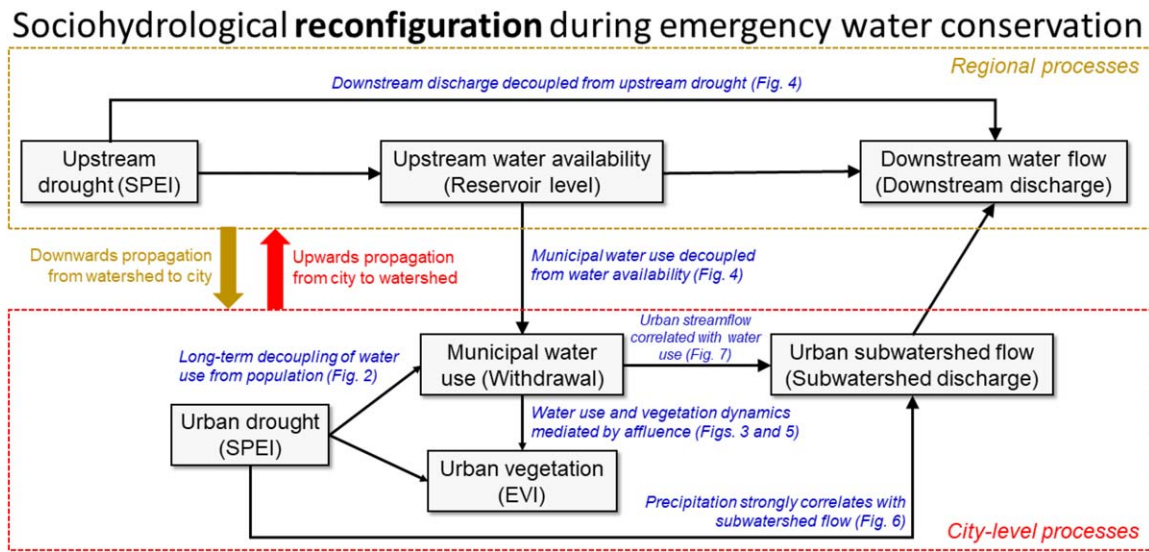 Sociohydrological reconfiguration during emergency water conservation
Regional processes
Downstream discharge decoupled from upstream drought (Fig. 4)
Upstream
drought (SPEI)
Upstream water availability
(Reservoir level)
Downstream water flow
(Downstream discharge)
Downwards propagation
from watershed to city
Upwards propagation
from city to watershed
Municipal water use decoupled
from water availability (Fig. 4)
Long-term decoupling of water
use from population (Fig. 2)
Municipal water
use (Withdrawal)
Urban streamflow
correlated with water
use (Fig. 7)
Urban subwatershed flow
(Subwatershed discharge)
Urban drought
(SPEI)
Water use and vegetation dynamics
mediated by affluence (Figs. 3 and 5)
Urban vegetation
(EVI)
Precipitation strongly correlates with
subwatershed flow (Fig. 6)
City-level processes